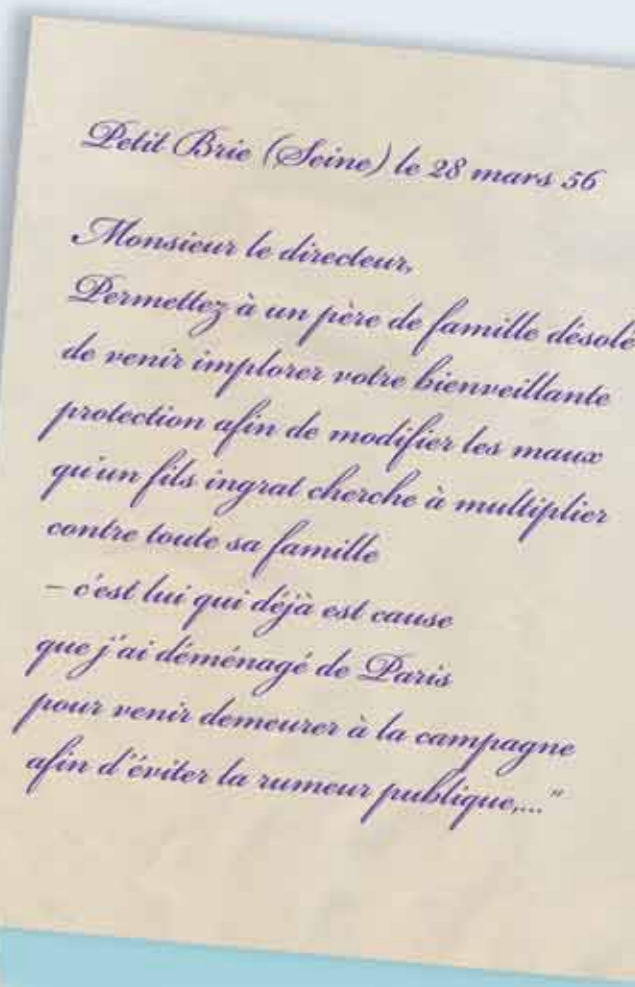 Petit Brie (Seine) le 28 mars 56
Monsieur le directeur,
Permettez à un père de famille désolé
de venir implorer votre bienveillante
protection afin de modifier les maux
qu'un fils ingrat cherche à multiplier
contre toute sa famille
– c'est lui qui déjà est cause
que j'ai déménagé de Paris
pour venir demeurer à la campagne
afin d'éviter la rumeur publique,..."